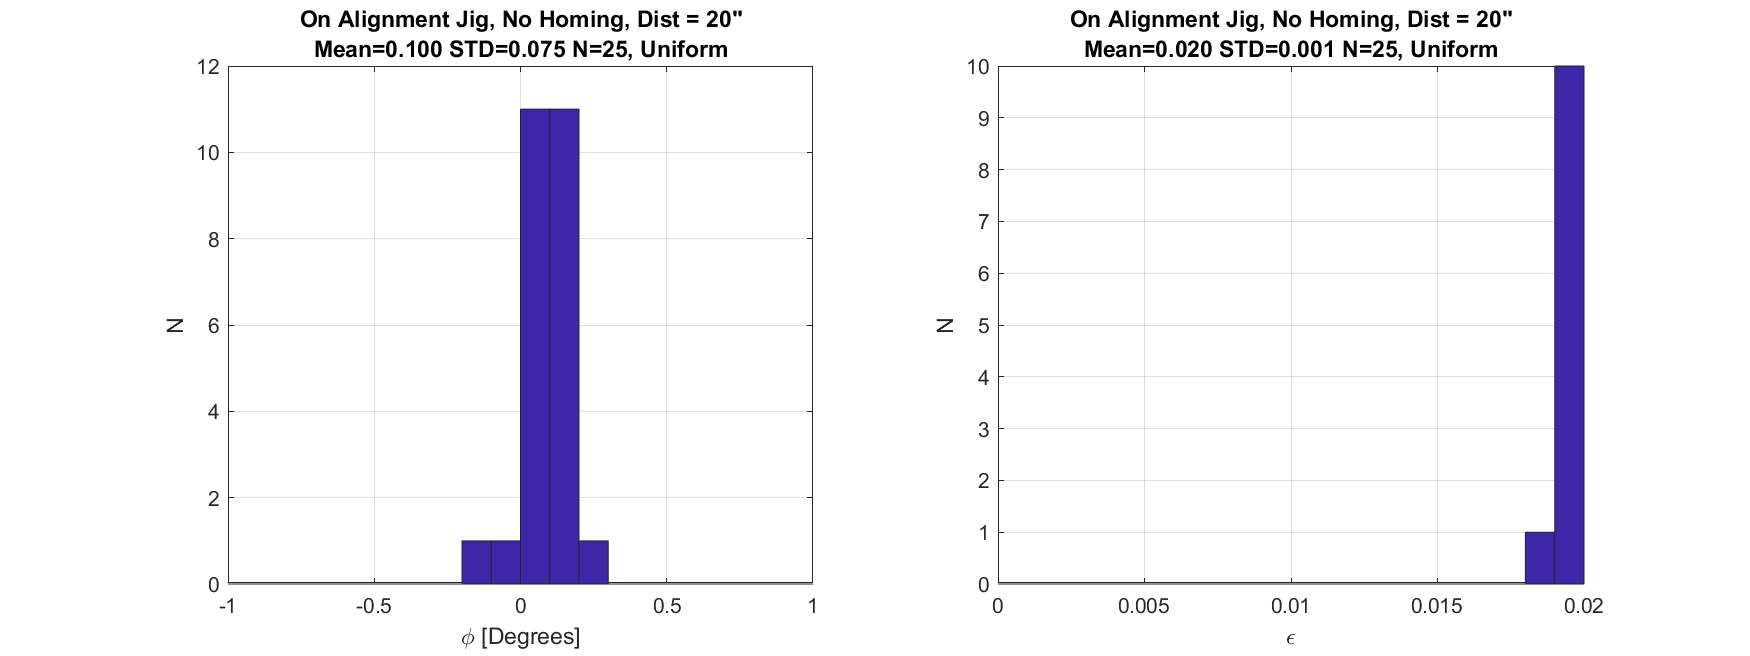 On Alignment Jig, No Homing, Dist = 20"
Mean=0.100 STD=0.075 N=25, Uniform
12
10
8
6
4
2
0
N
-1 -0.5 0 0.5 1
ϕ [Degrees]
On Alignment Jig, No Homing, Dist = 20"
Mean=0.020 STD=0.001 N=25, Uniform
10
9
8
7
6
5
4
3
2
1
0
N
0 0.005 0.01 0.015 0.02
ϵ